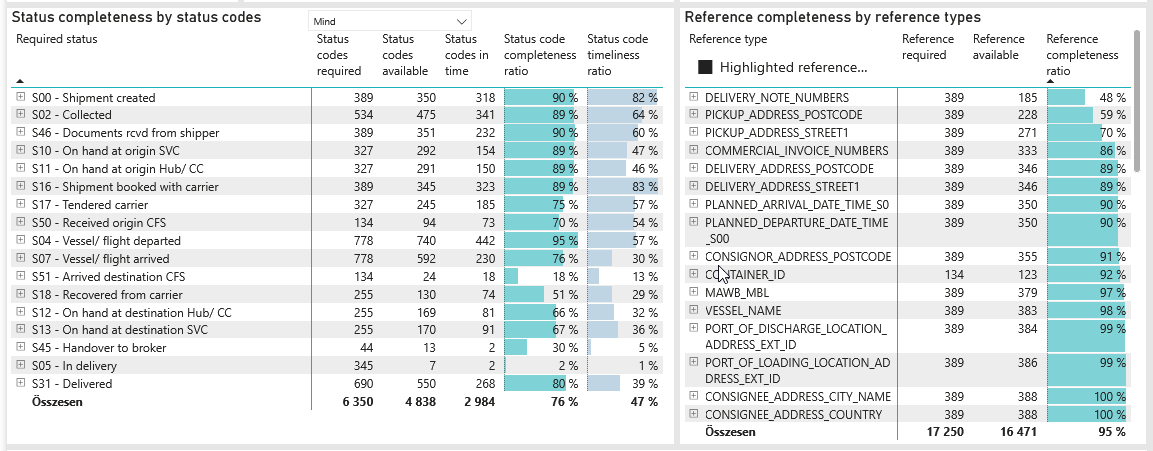 Status completeness by status codes
Mind
Required status
Status codes required
Status codes available
Status codes in time
Status code completeness ratio
Status code timeliness ratio
S00 - Shipment created 389 350 318 90 % 82 %
S02 - Collected 534 475 341 89 % 64 %
S46 - Documents rcvd from shipper 389 351 232 90 % 60 %
S10 - On hand at origin SVC 327 292 154 89 % 47 %
S11 - On hand at origin Hub/ CC 327 291 150 89 % 46 %
S16 - Shipment booked with carrier 389 345 323 89 % 83 %
S17 - Tendered carrier 327 245 185 75 % 57 %
S50 - Received origin CFS 134 94 73 70 % 54 %
S04 - Vessel/ flight departed 778 740 442 95 % 57 %
S07 - Vessel/ flight arrived 778 592 230 76 % 30 %
S51 - Arrived destination CFS 134 24 18 18 % 13 %
S18 - Recovered from carrier 255 130 74 51 % 29 %
S12 - On hand at destination Hub/ CC 255 169 81 66 % 32 %
S13 - On hand at destination SVC 255 170 91 67 % 36 %
S45 - Handover to broker 44 13 2 30 % 5 %
S05 - In delivery 345 7 2 2 % 1 %
S31 - Delivered 690 550 268 80 % 39 %
Összesen 6 350 4 838 2 984 76 % 47 %
Reference completeness by reference types
Reference type
Reference required
Reference available
Reference completeness ratio
Highlighted reference...
DELIVERY_NOTE_NUMBERS 389 185 48 %
PICKUP_ADDRESS_POSTCODE 389 228 59 %
PICKUP_ADDRESS_STREET1 389 271 70 %
COMMERCIAL_INVOICE_NUMBERS 389 333 86 %
DELIVERY_ADDRESS_POSTCODE 389 346 89 %
DELIVERY_ADDRESS_STREET1 389 346 89 %
PLANNED_ARRIVAL_DATE_TIME_S0 389 350 90 %
PLANNED_DEPARTURE_DATE_TIME 389 350 90 %
_S00
CONSIGNOR_ADDRESS_POSTCODE 389 355 91 %
CONTAINER_ID 134 123 92 %
MAWB_MBL 389 379 97 %
VESSEL_NAME 389 383 98 %
PORT_OF_DISCHARGE_LOCATION_ 389 384 99 %
ADDRESS_EXT_ID
PORT_OF_LOADING_LOCATION_AD 389 386 99 %
DRESS_EXT_ID
CONSIGNEE_ADDRESS_CITY_NAME 389 388 100 %
CONSIGNEE_ADDRESS_COUNTRY 389 388 100 %
Összesen 17 250 16 471 95 %